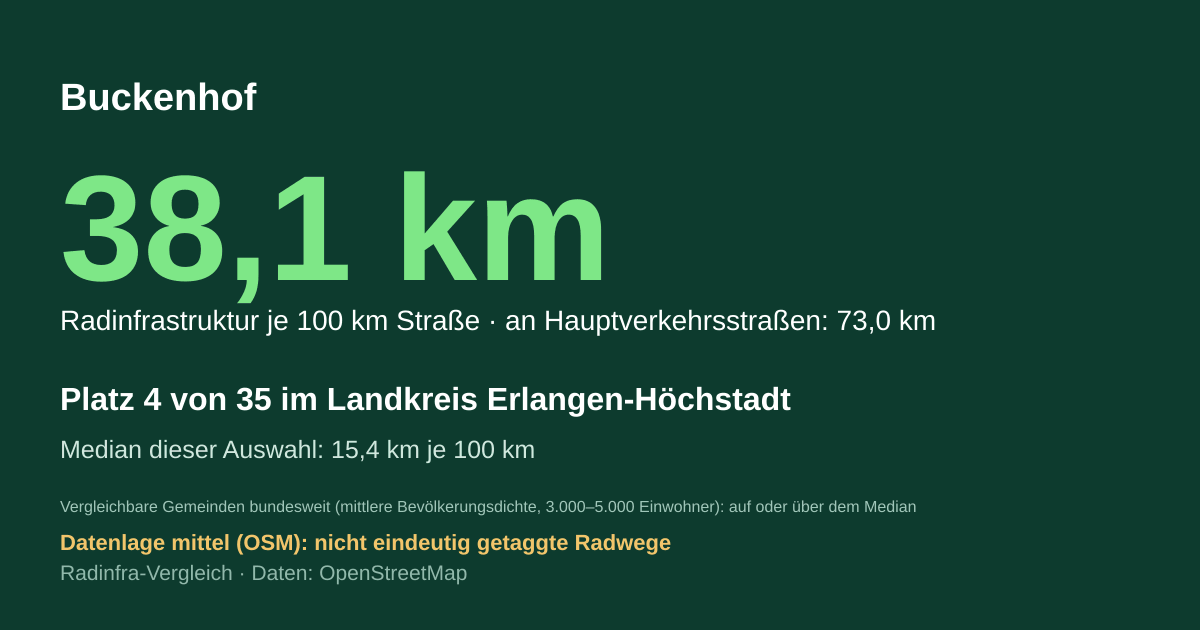 Buckenhof
38,1 km
Radinfrastruktur je 100 km Straße · an Hauptverkehrsstraßen: 73,0 km
Platz 4 von 35 im Landkreis Erlangen-Höchstadt
Median dieser Auswahl: 15,4 km je 100 km
Vergleichbare Gemeinden bundesweit (mittlere Bevölkerungsdichte, 3.000–5.000 Einwohner): auf oder über dem Median
Datenlage mittel (OSM): nicht eindeutig getaggte Radwege
Radinfra-Vergleich · Daten: OpenStreetMap